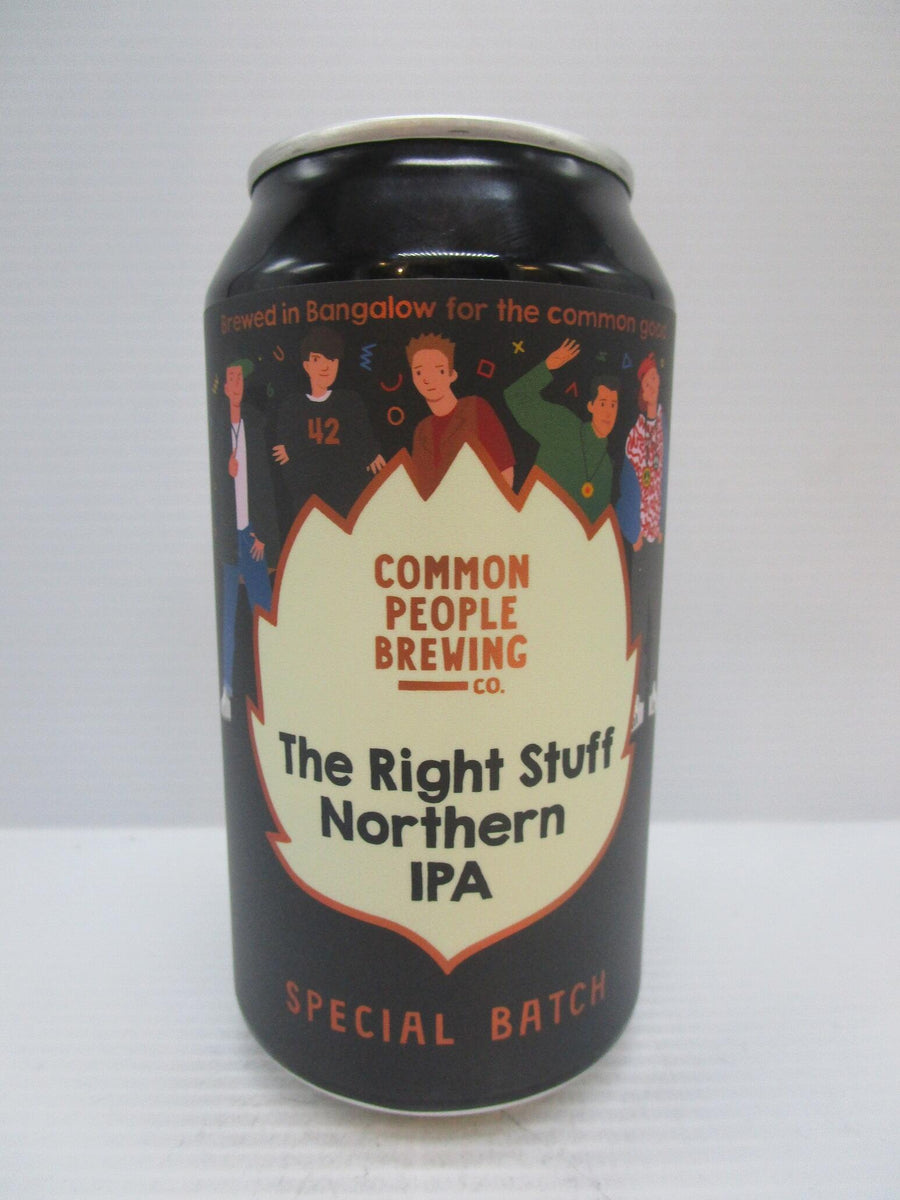 Brewed in Bangalow for the common good
42
COMMON
PEOPLE
BREWING
CO.
The Right Stuff
Northern
IPA
SPECIAL BATCH